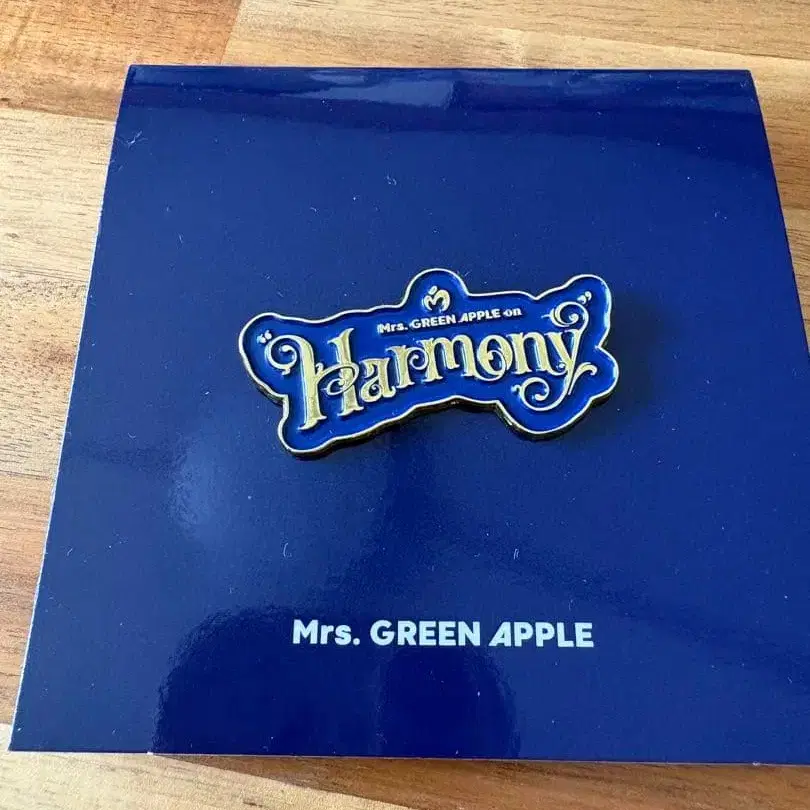 Mrs. GREEN APPLE on
"Harmony"
Mrs. GREEN APPLE